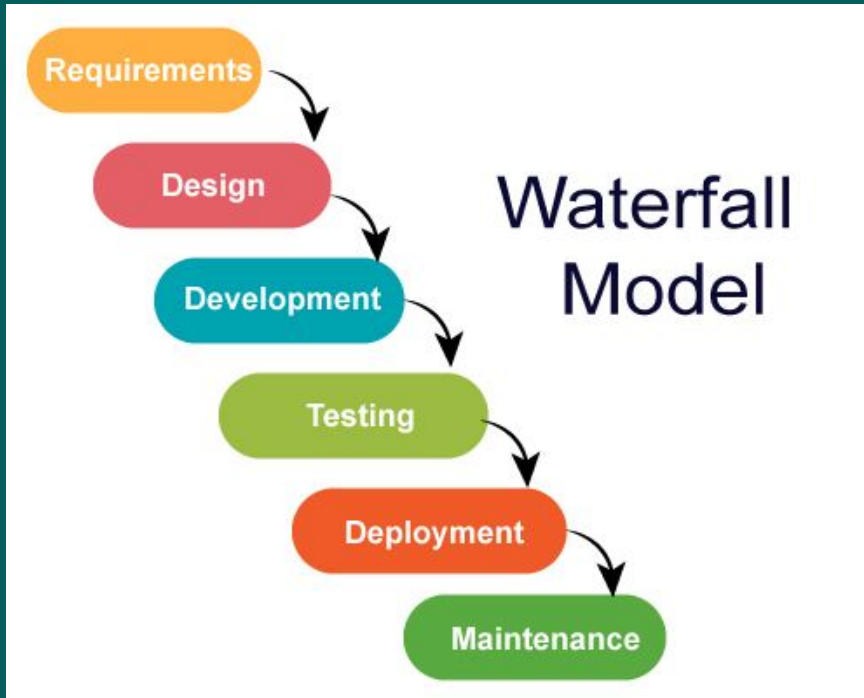 Requirements
Design
Waterfall
Model
Development
Testing
Deployment
Maintenance